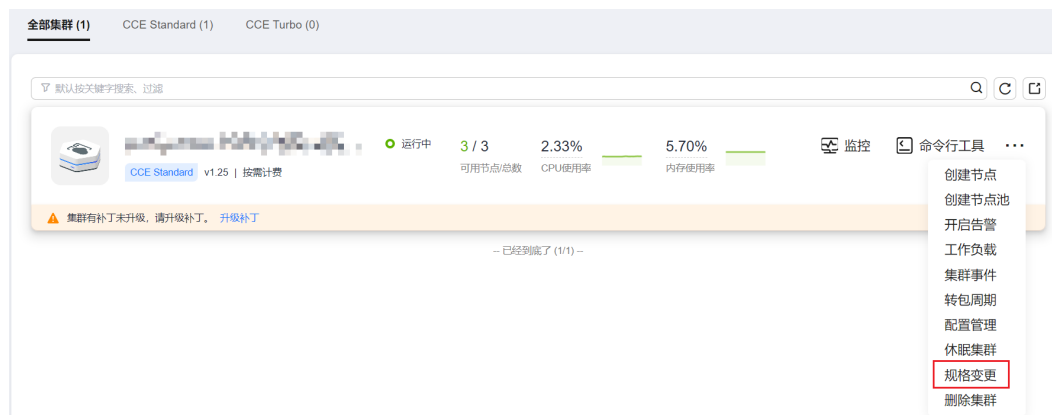 全部集群 (1) CCE Standard (1) CCE Turbo (0)
默认按关键字搜索、过滤
运行中 3 / 3 2.33% 5.70% 监控 命令行工具 ···
可用节点/总数 CPU使用率 内存使用率
CCE Standard v1.25 | 按需计费
集群有补丁未升级，请升级补丁。 升级补丁
-- 已经到底了 (1/1) --
创建节点
创建节点池
开启告警
工作负载
集群事件
转包周期
配置管理
休眠集群
规格变更
删除集群